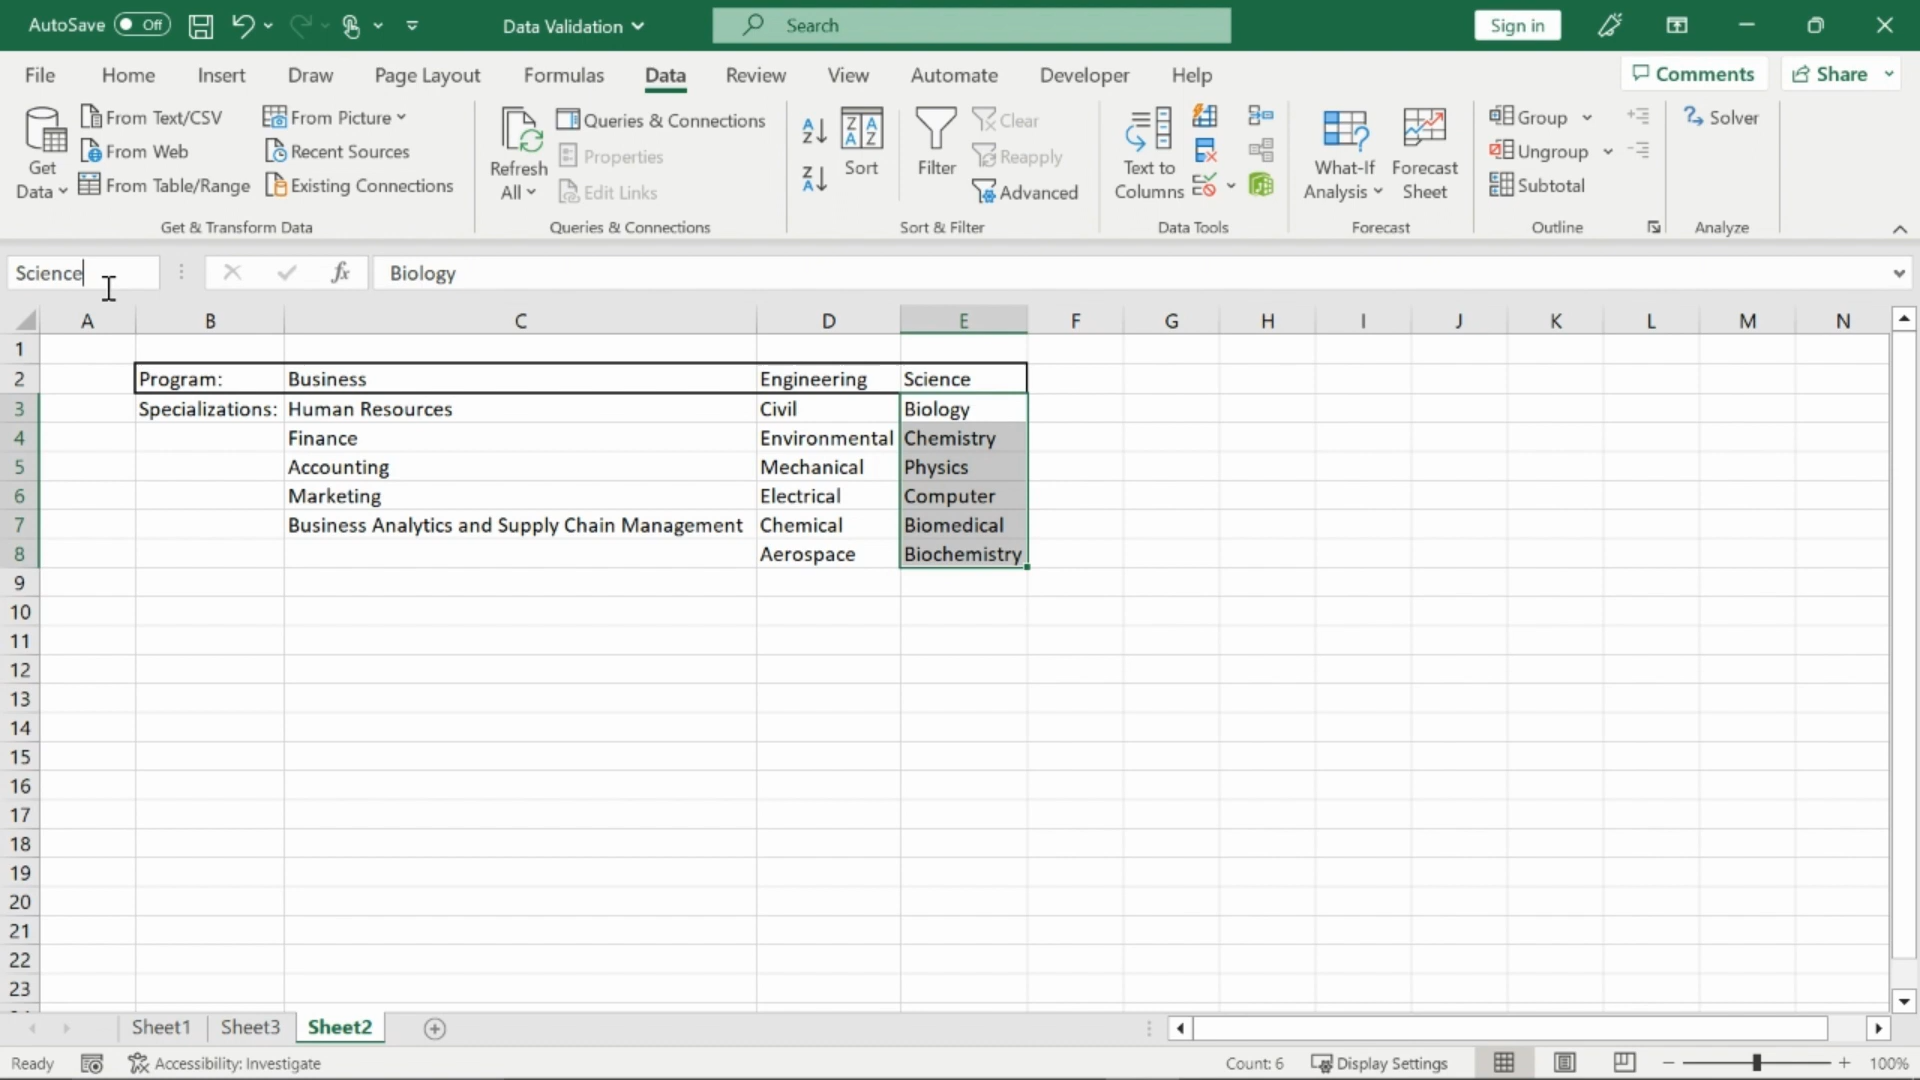 AutoSave Off Data Validation Search Sign in
File Home Insert Draw Page Layout Formulas Data Review View Automate Developer Help Comments Share
Get Data
From Text/CSV
From Web
From Table/Range
From Picture
Recent Sources
Existing Connections
Get & Transform Data
Refresh All
Queries & Connections
Properties
Edit Links
Queries & Connections
Sort
Filter
Clear
Reapply
Advanced
Sort & Filter
Text to Columns
Data Tools
What-If Analysis
Forecast Sheet
Forecast
Group
Ungroup
Subtotal
Outline
Solver
Analyze
Science fx Biology
A B C D E F G H I J K L M N
1
2 Program: Business Engineering Science
3 Specializations: Human Resources Civil Biology
4 Finance Environmental Chemistry
5 Accounting Mechanical Physics
6 Marketing Electrical Computer
7 Business Analytics and Supply Chain Management Chemical Biomedical
8 Aerospace Biochemistry
9
10
11
12
13
14
15
16
17
18
19
20
21
22
23
Sheet1 Sheet3 Sheet2
Ready Accessibility: Investigate Count: 6 Display Settings 100%